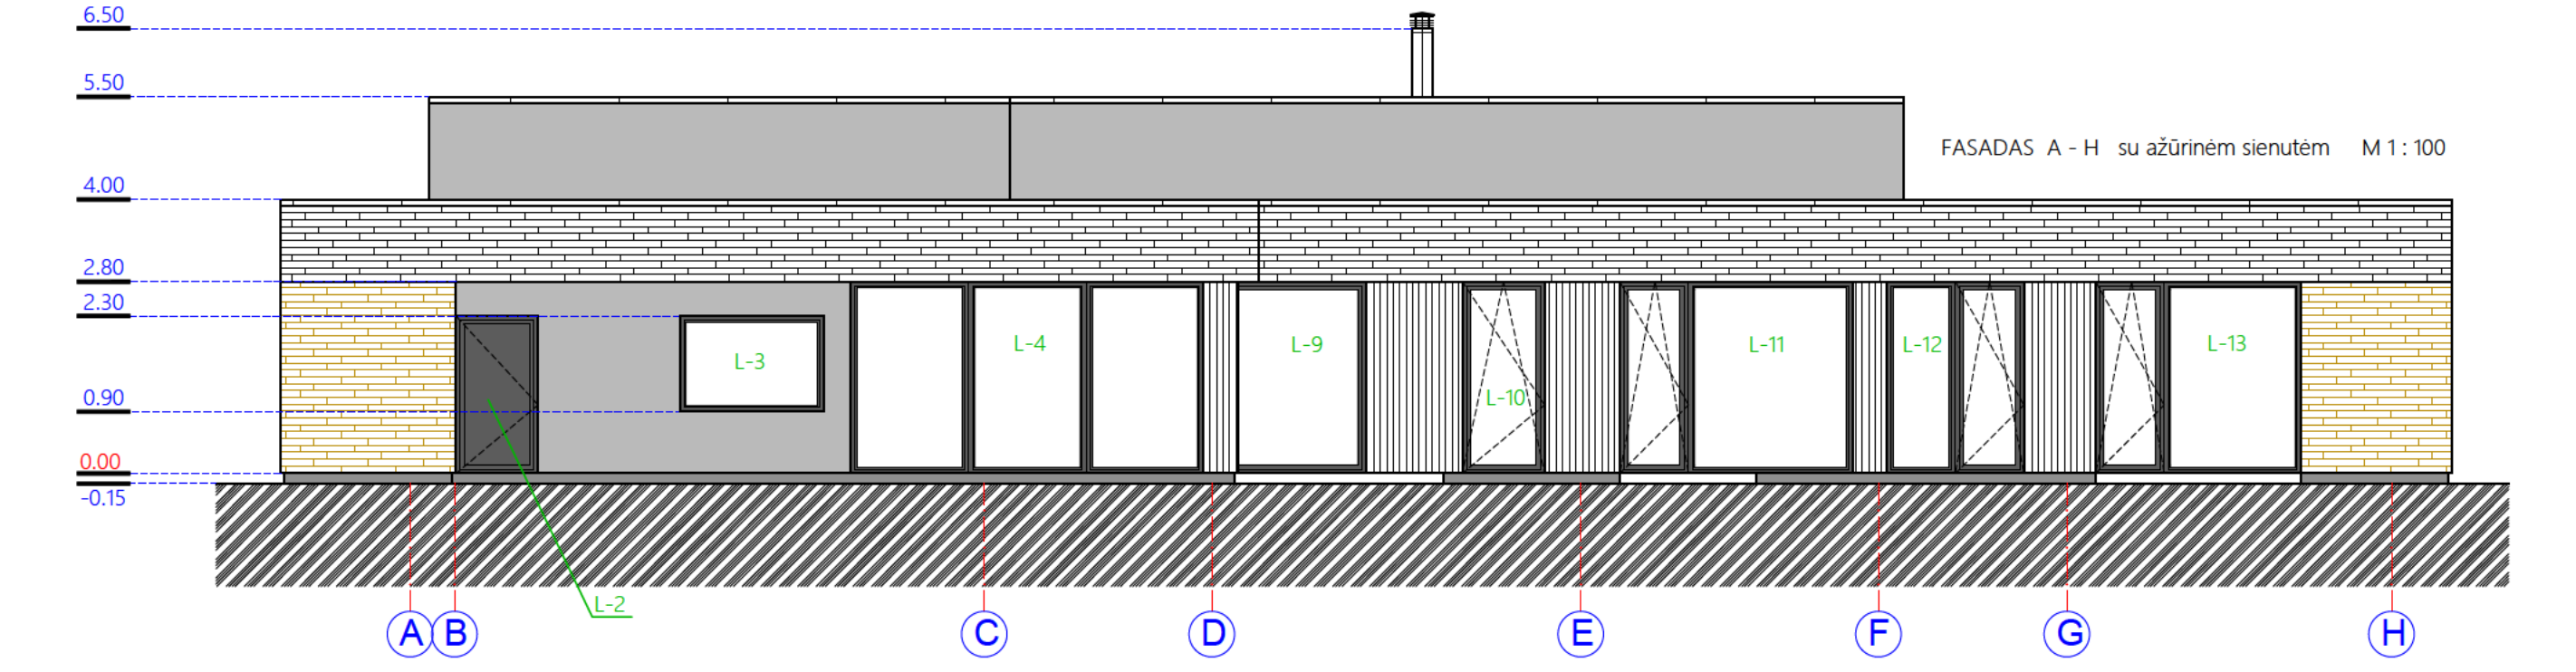 6.50
5.50
FASADAS A - H su ažūrinėm sienutėm M 1 : 100
4.00
2.80
2.30
L-3
L-4
L-9
L-11
L-12
L-13
0.90
L-10
0.00
-0.15
L-2
A
B
C
D
E
F
G
H